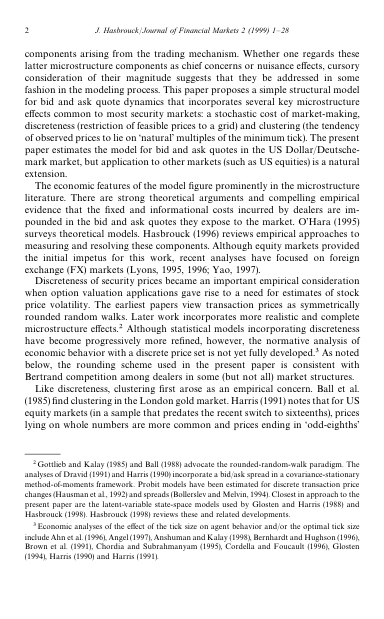 2 J. Hasbrouck/Journal of Financial Markets 2 (1999) 1–28
components arising from the trading mechanism. Whether one regards these
latter microstructure components as chief concerns or nuisance effects, cursory
consideration of their magnitude suggests that they be addressed in some
fashion in the modeling process. This paper proposes a simple structural model
for bid and ask quote dynamics that incorporates several key microstructure
effects common to most security markets: a stochastic cost of market-making,
discreteness (restriction of feasible prices to a grid) and clustering (the tendency
of observed prices to lie on 'natural' multiples of the minimum tick). The present
paper estimates the model for bid and ask quotes in the US Dollar/Deutsche-
mark market, but application to other markets (such as US equities) is a natural
extension.
The economic features of the model figure prominently in the microstructure
literature. There are strong theoretical arguments and compelling empirical
evidence that the fixed and informational costs incurred by dealers are im-
pounded in the bid and ask quotes they expose to the market. O'Hara (1995)
surveys theoretical models. Hasbrouck (1996) reviews empirical approaches to
measuring and resolving these components. Although equity markets provided
the initial impetus for this work, recent analyses have focused on foreign
exchange (FX) markets (Lyons, 1995, 1996; Yao, 1997).
Discreteness of security prices became an important empirical consideration
when option valuation applications gave rise to a need for estimates of stock
price volatility. The earliest papers view transaction prices as symmetrically
rounded random walks. Later work incorporates more realistic and complete
microstructure effects.² Although statistical models incorporating discreteness
have become progressively more refined, however, the normative analysis of
economic behavior with a discrete price set is not yet fully developed.³ As noted
below, the rounding scheme used in the present paper is consistent with
Bertrand competition among dealers in some (but not all) market structures.
Like discreteness, clustering first arose as an empirical concern. Ball et al.
(1985) find clustering in the London gold market. Harris (1991) notes that for US
equity markets (in a sample that predates the recent switch to sixteenths), prices
lying on whole numbers are more common and prices ending in 'odd-eighths'
² Gottlieb and Kalay (1985) and Ball (1988) advocate the rounded-random-walk paradigm. The
analyses of Dravid (1991) and Harris (1990) incorporate a bid/ask spread in a covariance-stationary
method-of-moments framework. Probit models have been estimated for discrete transaction price
changes (Hausman et al., 1992) and spreads (Bollerslev and Melvin, 1994). Closest in approach to the
present paper are the latent-variable state-space models used by Glosten and Harris (1988) and
Hasbrouck (1998). Hasbrouck (1998) reviews these and related developments.
³ Economic analyses of the effect of the tick size on agent behavior and/or the optimal tick size
include Ahn et al. (1996), Angel (1997), Anshuman and Kalay (1998), Bernhardt and Hughson (1996),
Brown et al. (1991), Chordia and Subrahmanyam (1995), Cordella and Foucault (1996), Glosten
(1994), Harris (1990) and Harris (1991).